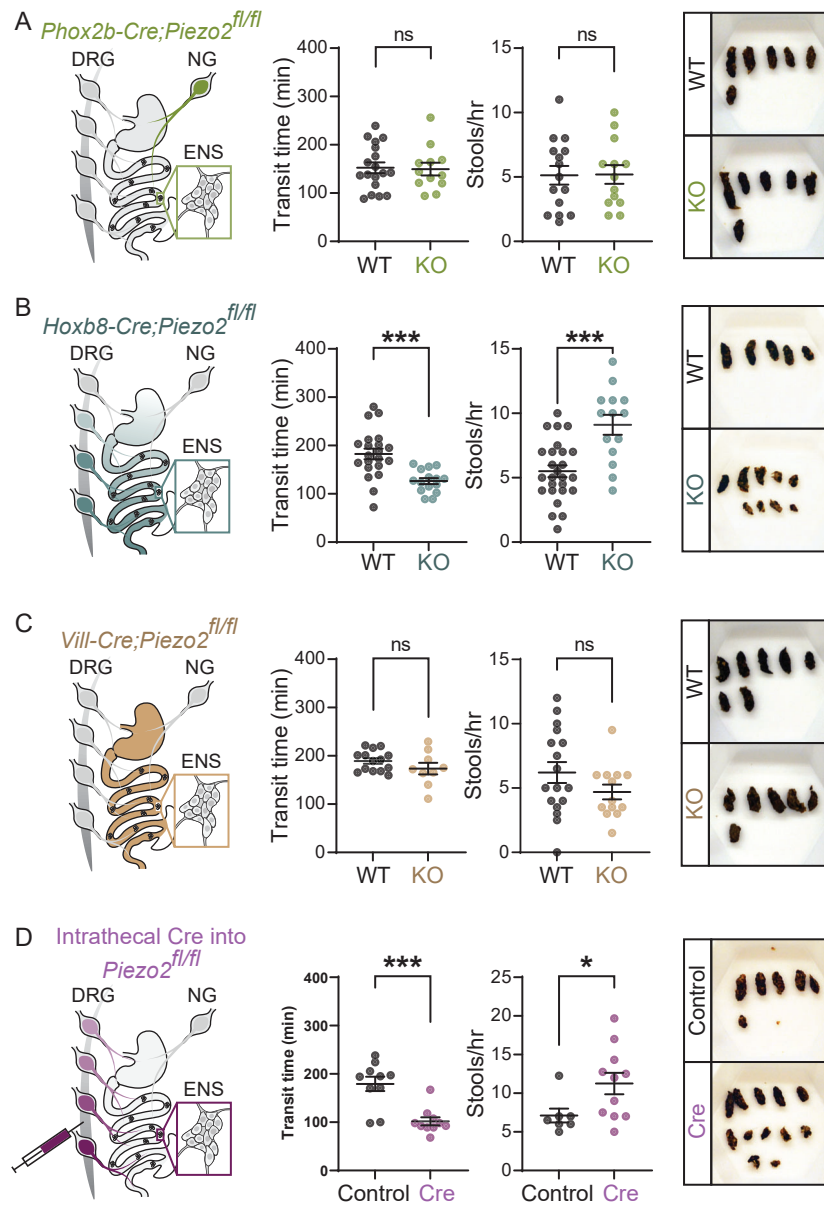 A
Phox2b-Cre;Piezo2fl/fl
DRG
NG
ENS
Transit time (min)
400
300
200
100
0
ns
WT
KO
Stools/hr
15
10
5
0
ns
WT
KO
WT
KO
B
Hoxb8-Cre;Piezo2fl/fl
DRG
NG
ENS
Transit time (min)
400
300
200
100
0
***
WT
KO
Stools/hr
15
10
5
0
***
WT
KO
WT
KO
C
Vill-Cre;Piezo2fl/fl
DRG
NG
ENS
Transit time (min)
400
300
200
100
0
ns
WT
KO
Stools/hr
15
10
5
0
ns
WT
KO
WT
KO
D
Intrathecal Cre into
Piezo2fl/fl
DRG
NG
ENS
Transit time (min)
400
300
200
100
0
***
Control
Cre
Stools/hr
25
20
15
10
5
0
*
Control
Cre
Control
Cre